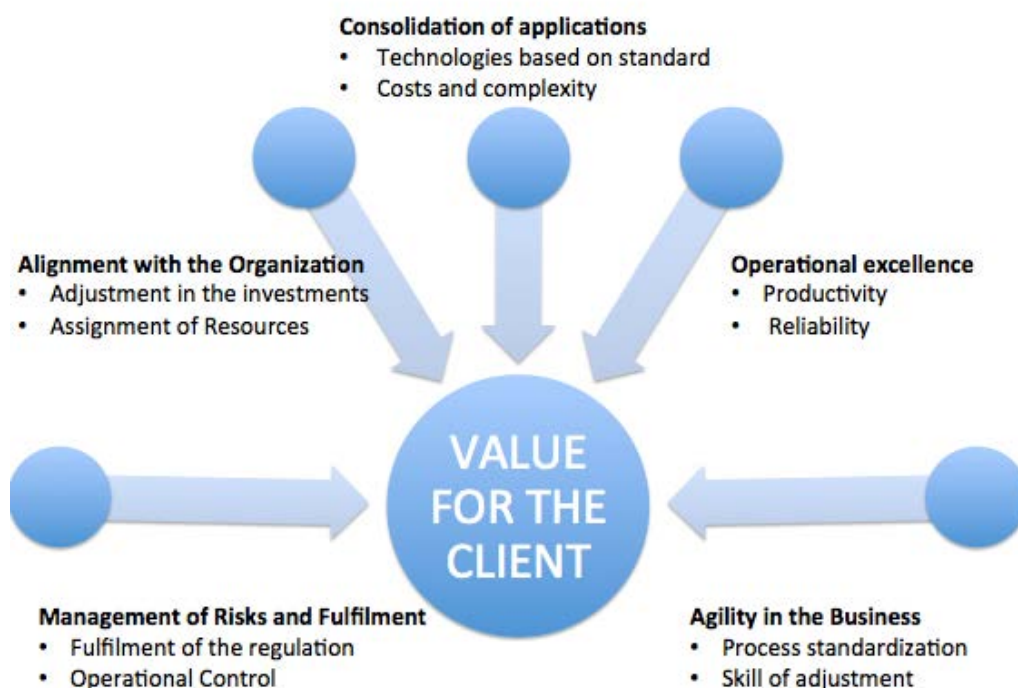 Consolidation of applications
• Technologies based on standard
• Costs and complexity
Alignment with the Organization
• Adjustment in the investments
• Assignment of Resources
Operational excellence
• Productivity
• Reliability
VALUE
FOR THE
CLIENT
Management of Risks and Fulfilment
• Fulfilment of the regulation
• Operational Control
Agility in the Business
• Process standardization
• Skill of adjustment